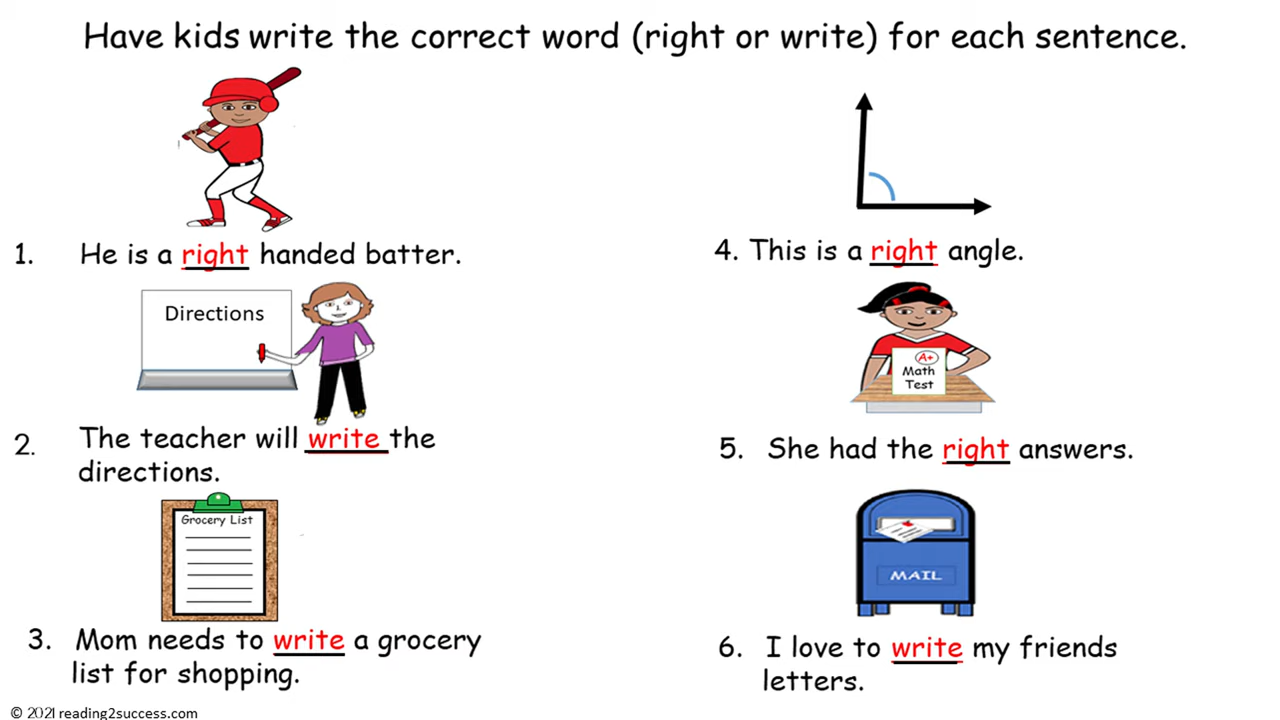 Have kids write the correct word (right or write) for each sentence.
1. He is a right handed batter.
Directions
2. The teacher will write the
directions.
Grocery List
3. Mom needs to write a grocery
list for shopping.
4. This is a right angle.
A+
Math
Test
5. She had the right answers.
MAIL
6. I love to write my friends
letters.
© 2021 reading2success.com